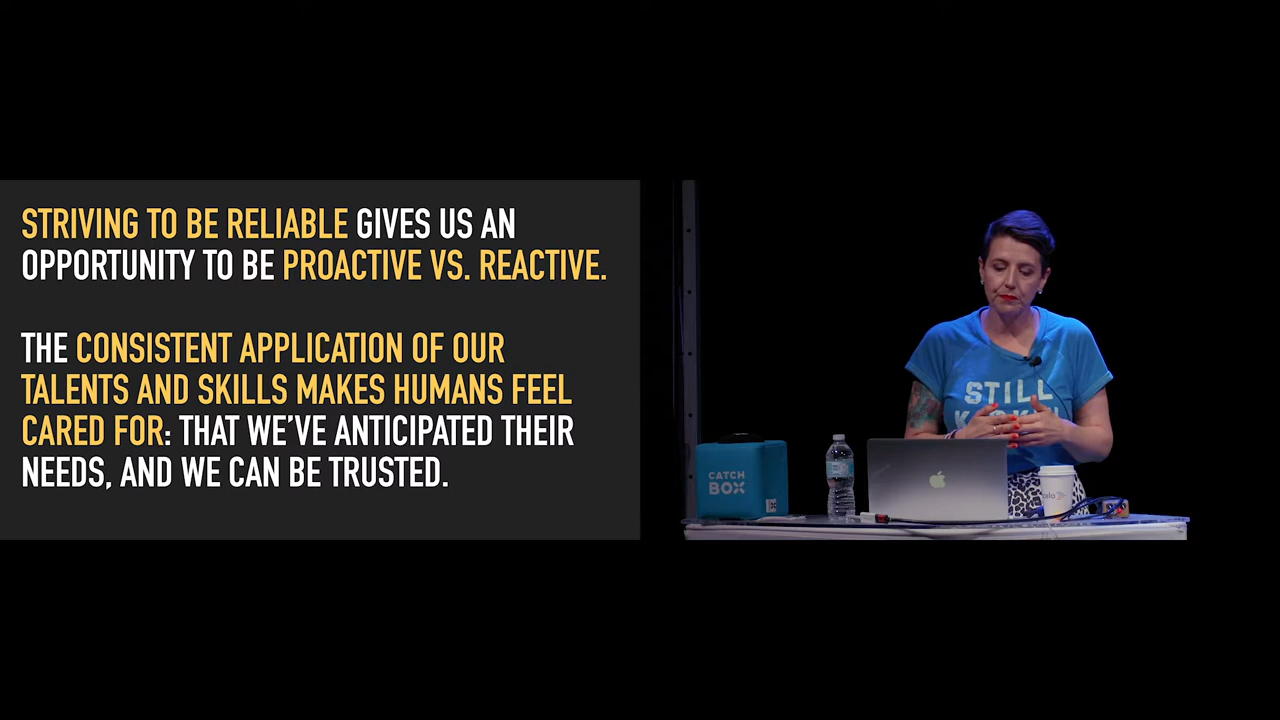 STRIVING TO BE RELIABLE GIVES US AN
OPPORTUNITY TO BE PROACTIVE VS. REACTIVE.
THE CONSISTENT APPLICATION OF OUR
TALENTS AND SKILLS MAKES HUMANS FEEL
CARED FOR: THAT WE'VE ANTICIPATED THEIR
NEEDS, AND WE CAN BE TRUSTED.
STILL
CATCH
BOX